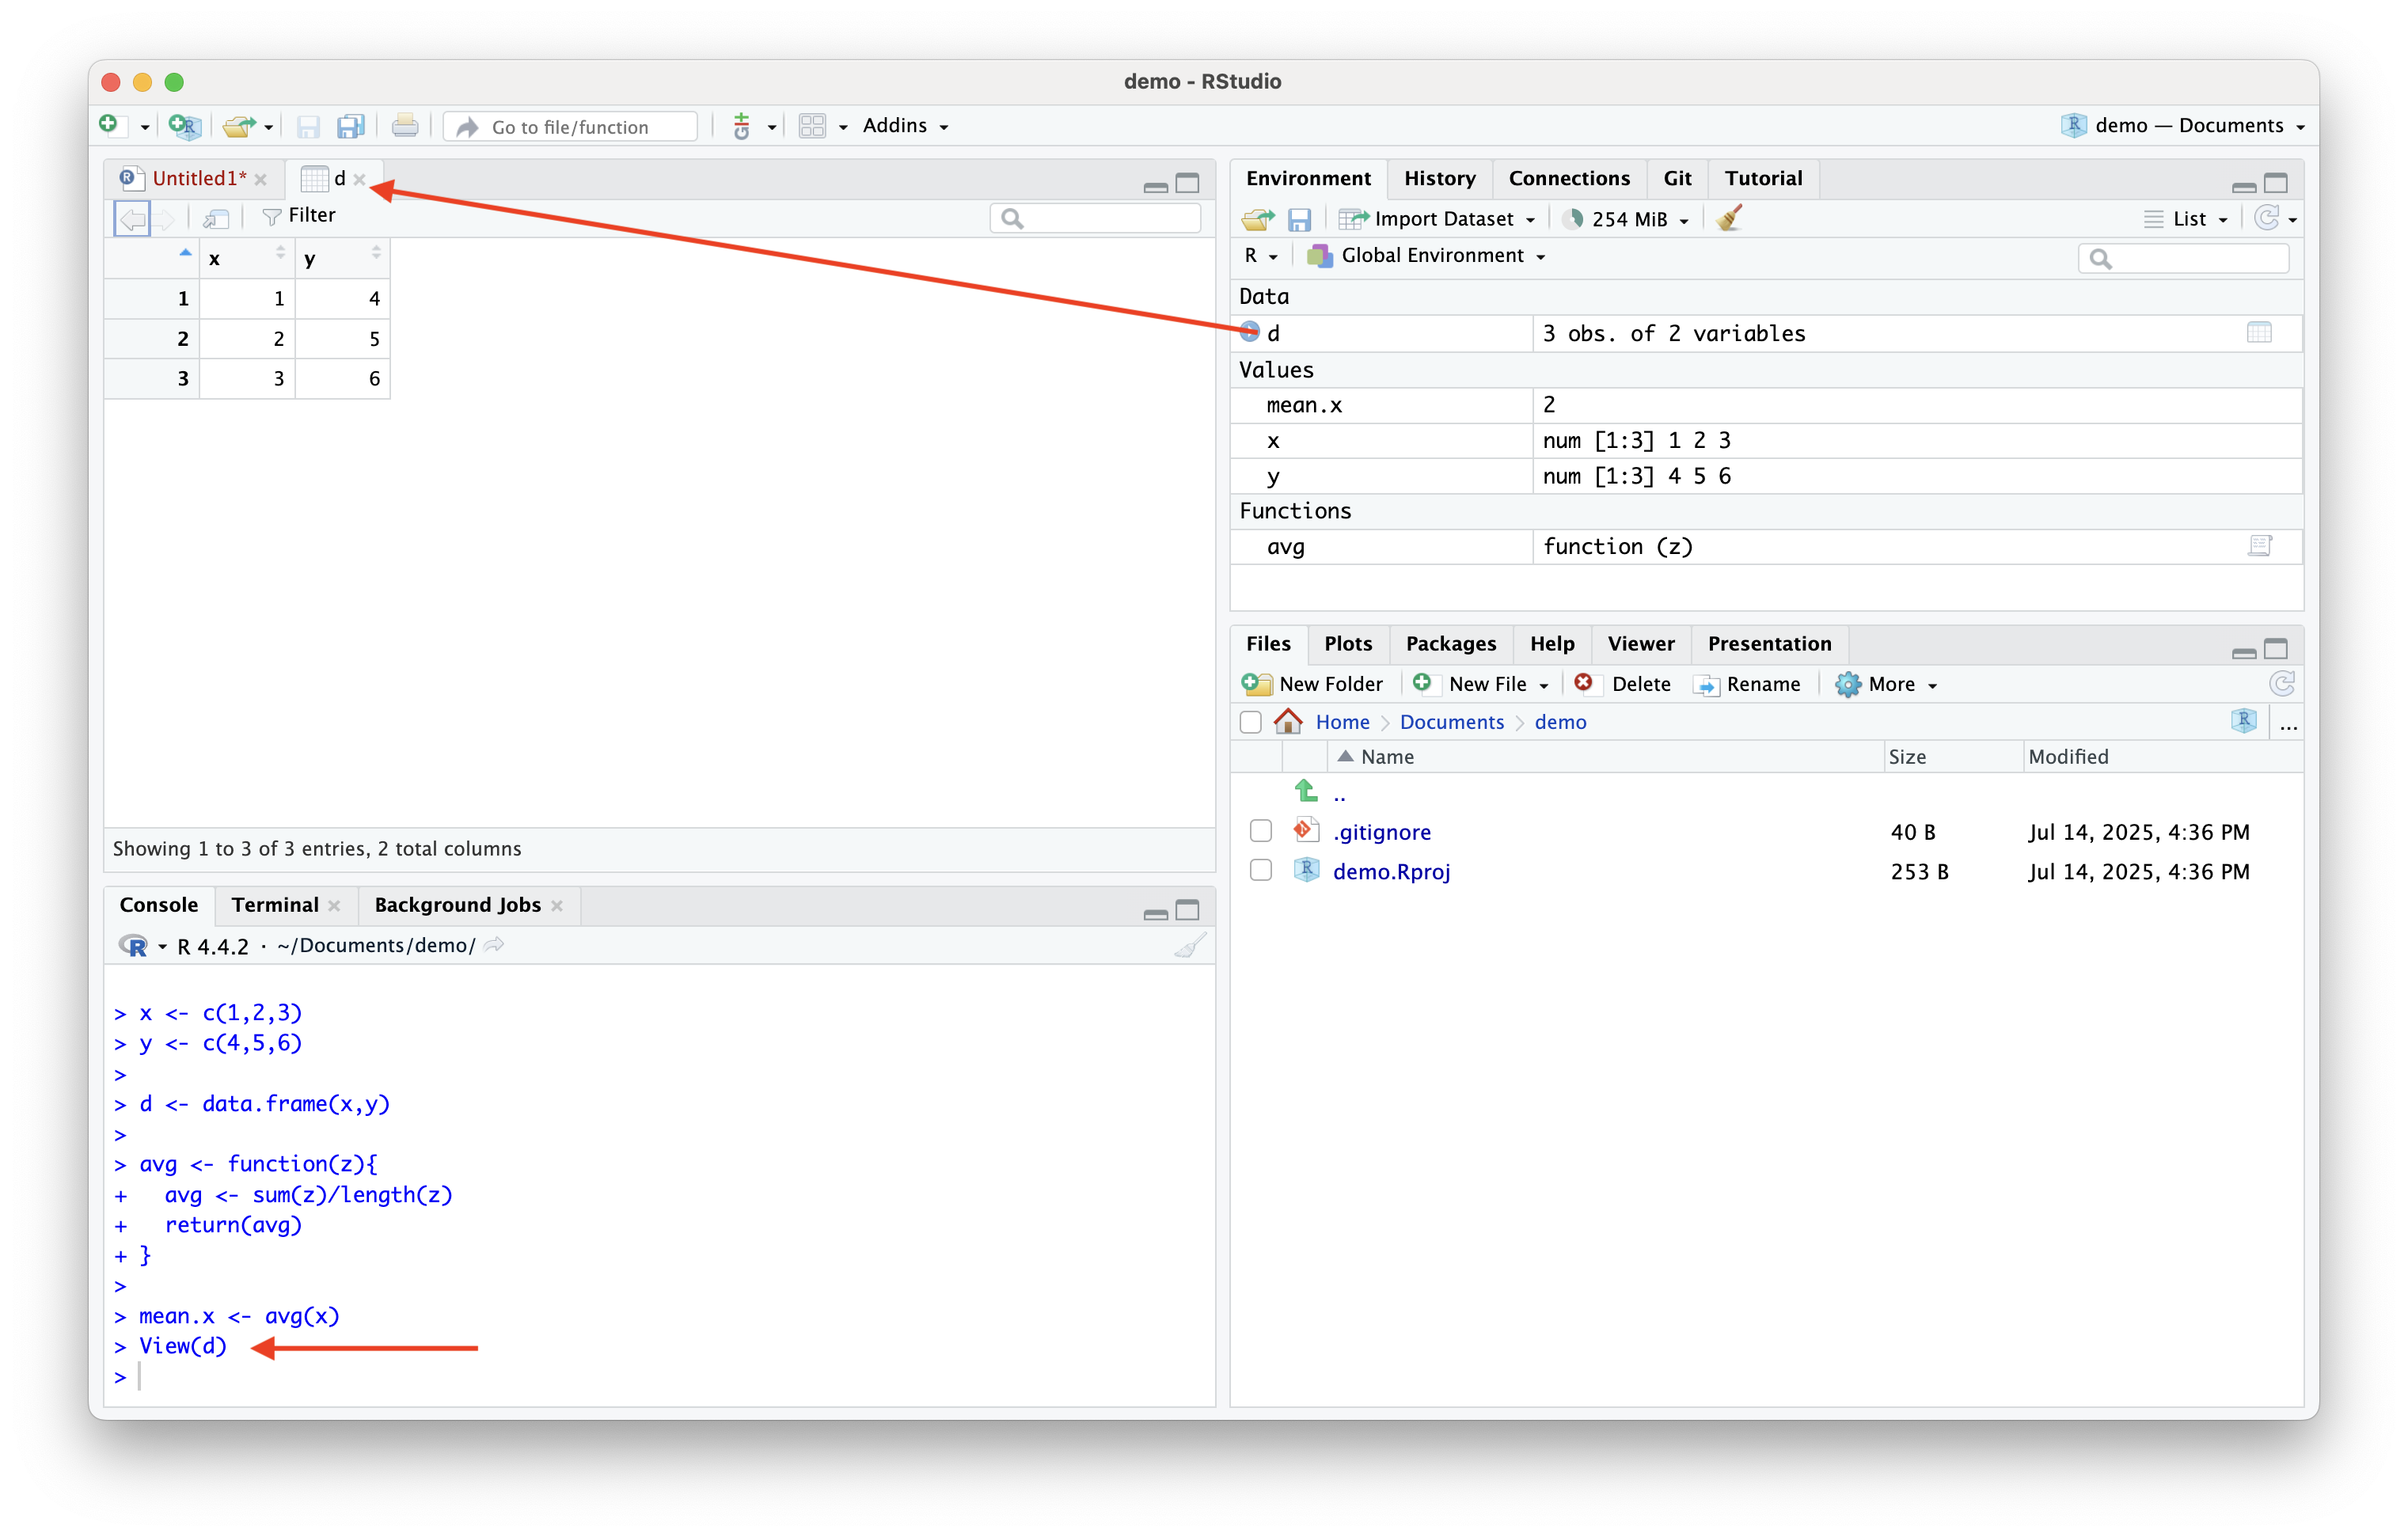 demo - RStudio
Go to file/function
Addins
demo — Documents
Untitled1*
d
Filter
x y
1 1 4
2 2 5
3 3 6
Showing 1 to 3 of 3 entries, 2 total columns
Console Terminal Background Jobs
R 4.4.2 · ~/Documents/demo/
> x <- c(1,2,3)
> y <- c(4,5,6)
>
> d <- data.frame(x,y)
>
> avg <- function(z){
+   avg <- sum(z)/length(z)
+   return(avg)
+ }
>
> mean.x <- avg(x)
> View(d)
>
Environment History Connections Git Tutorial
Import Dataset 254 MiB List
R Global Environment
Data
d 3 obs. of 2 variables
Values
mean.x 2
x num [1:3] 1 2 3
y num [1:3] 4 5 6
Functions
avg function (z)
Files Plots Packages Help Viewer Presentation
New Folder New File Delete Rename More
Home Documents demo
R ...
Name Size Modified
..
.gitignore 40 B Jul 14, 2025, 4:36 PM
demo.Rproj 253 B Jul 14, 2025, 4:36 PM